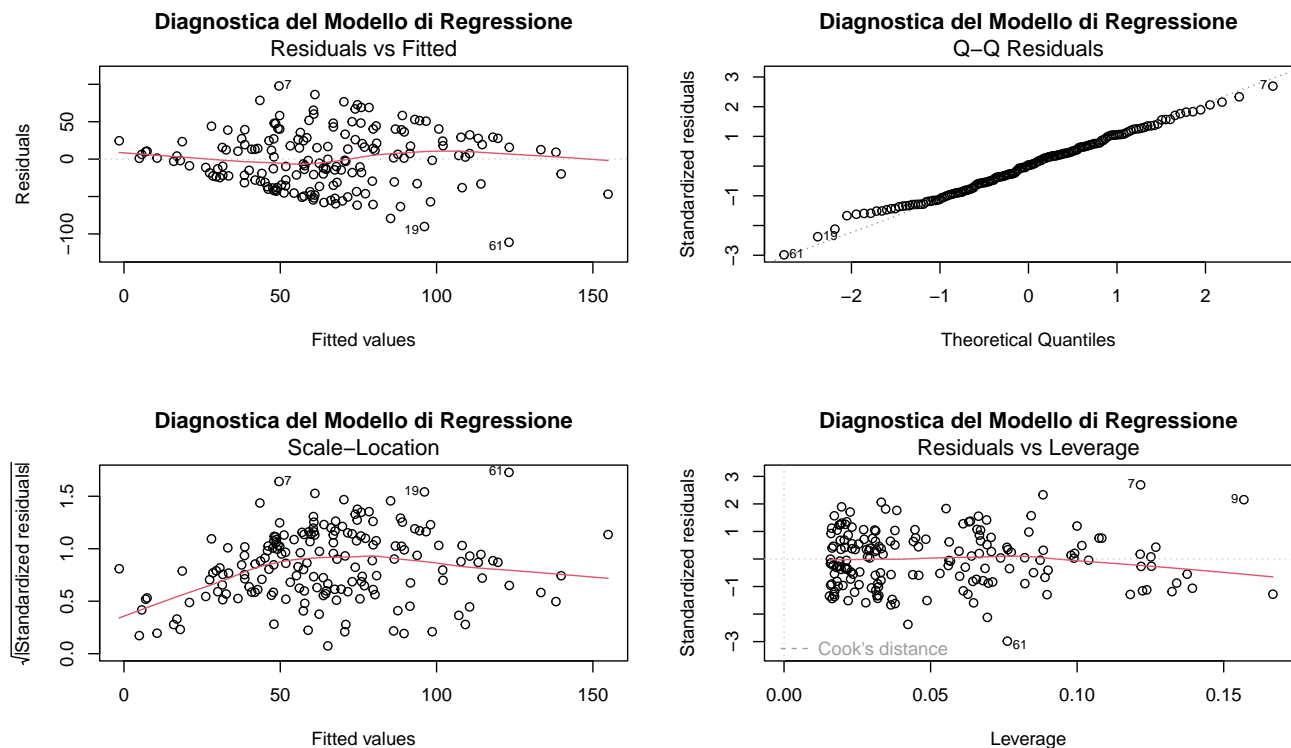 Diagnostica del Modello di Regressione
Residuals vs Fitted
Residuals
50
0
−100
7
19
61
0
50
100
150
Fitted values
Diagnostica del Modello di Regressione
Q−Q Residuals
Standardized residuals
3
2
1
−1
−3
7
19
61
−2
−1
0
1
2
Theoretical Quantiles
Diagnostica del Modello di Regressione
Scale−Location
√|Standardized residuals|
1.5
1.0
0.5
0.0
7
19
61
0
50
100
150
Fitted values
Diagnostica del Modello di Regressione
Residuals vs Leverage
Standardized residuals
3
2
1
−1
−3
7
9
61
Cook's distance
0.00
0.05
0.10
0.15
Leverage